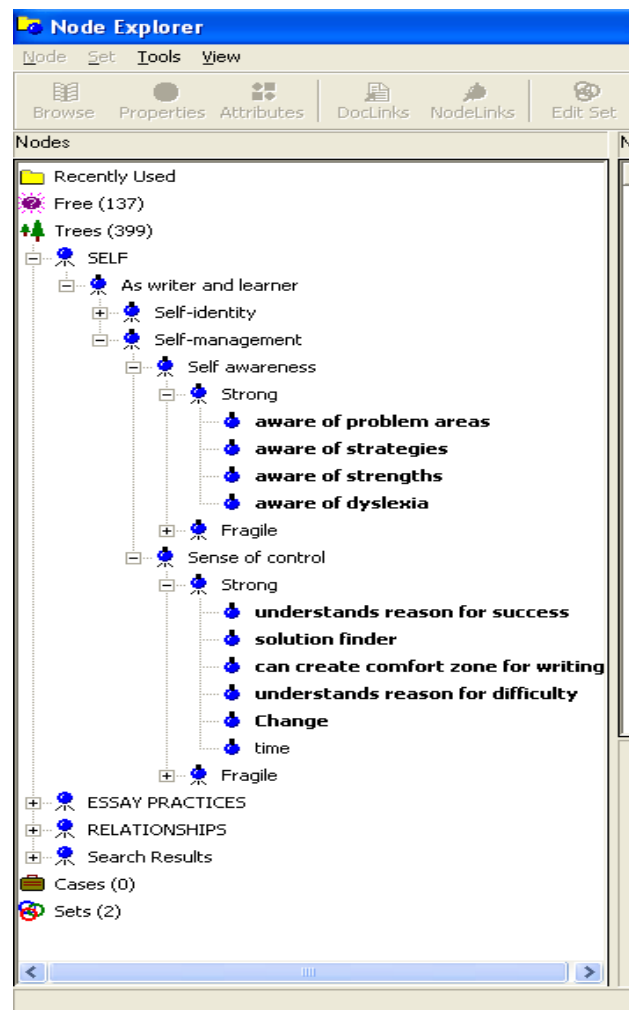 Node Explorer
Node Set Tools View
Browse Properties Attributes DocLinks NodeLinks Edit Set
Nodes
Recently Used
Free (137)
Trees (399)
SELF
As writer and learner
Self-identity
Self-management
Self awareness
Strong
aware of problem areas
aware of strategies
aware of strengths
aware of dyslexia
Fragile
Sense of control
Strong
understands reason for success
solution finder
can create comfort zone for writing
understands reason for difficulty
Change
time
Fragile
ESSAY PRACTICES
RELATIONSHIPS
Search Results
Cases (0)
Sets (2)